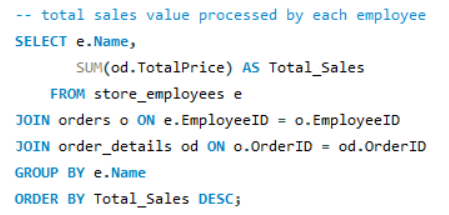 -- total sales value processed by each employee
SELECT e.Name,
SUM(od.TotalPrice) AS Total_Sales
FROM store_employees e
JOIN orders o ON e.EmployeeID = o.EmployeeID
JOIN order_details od ON o.OrderID = od.OrderID
GROUP BY e.Name
ORDER BY Total_Sales DESC;